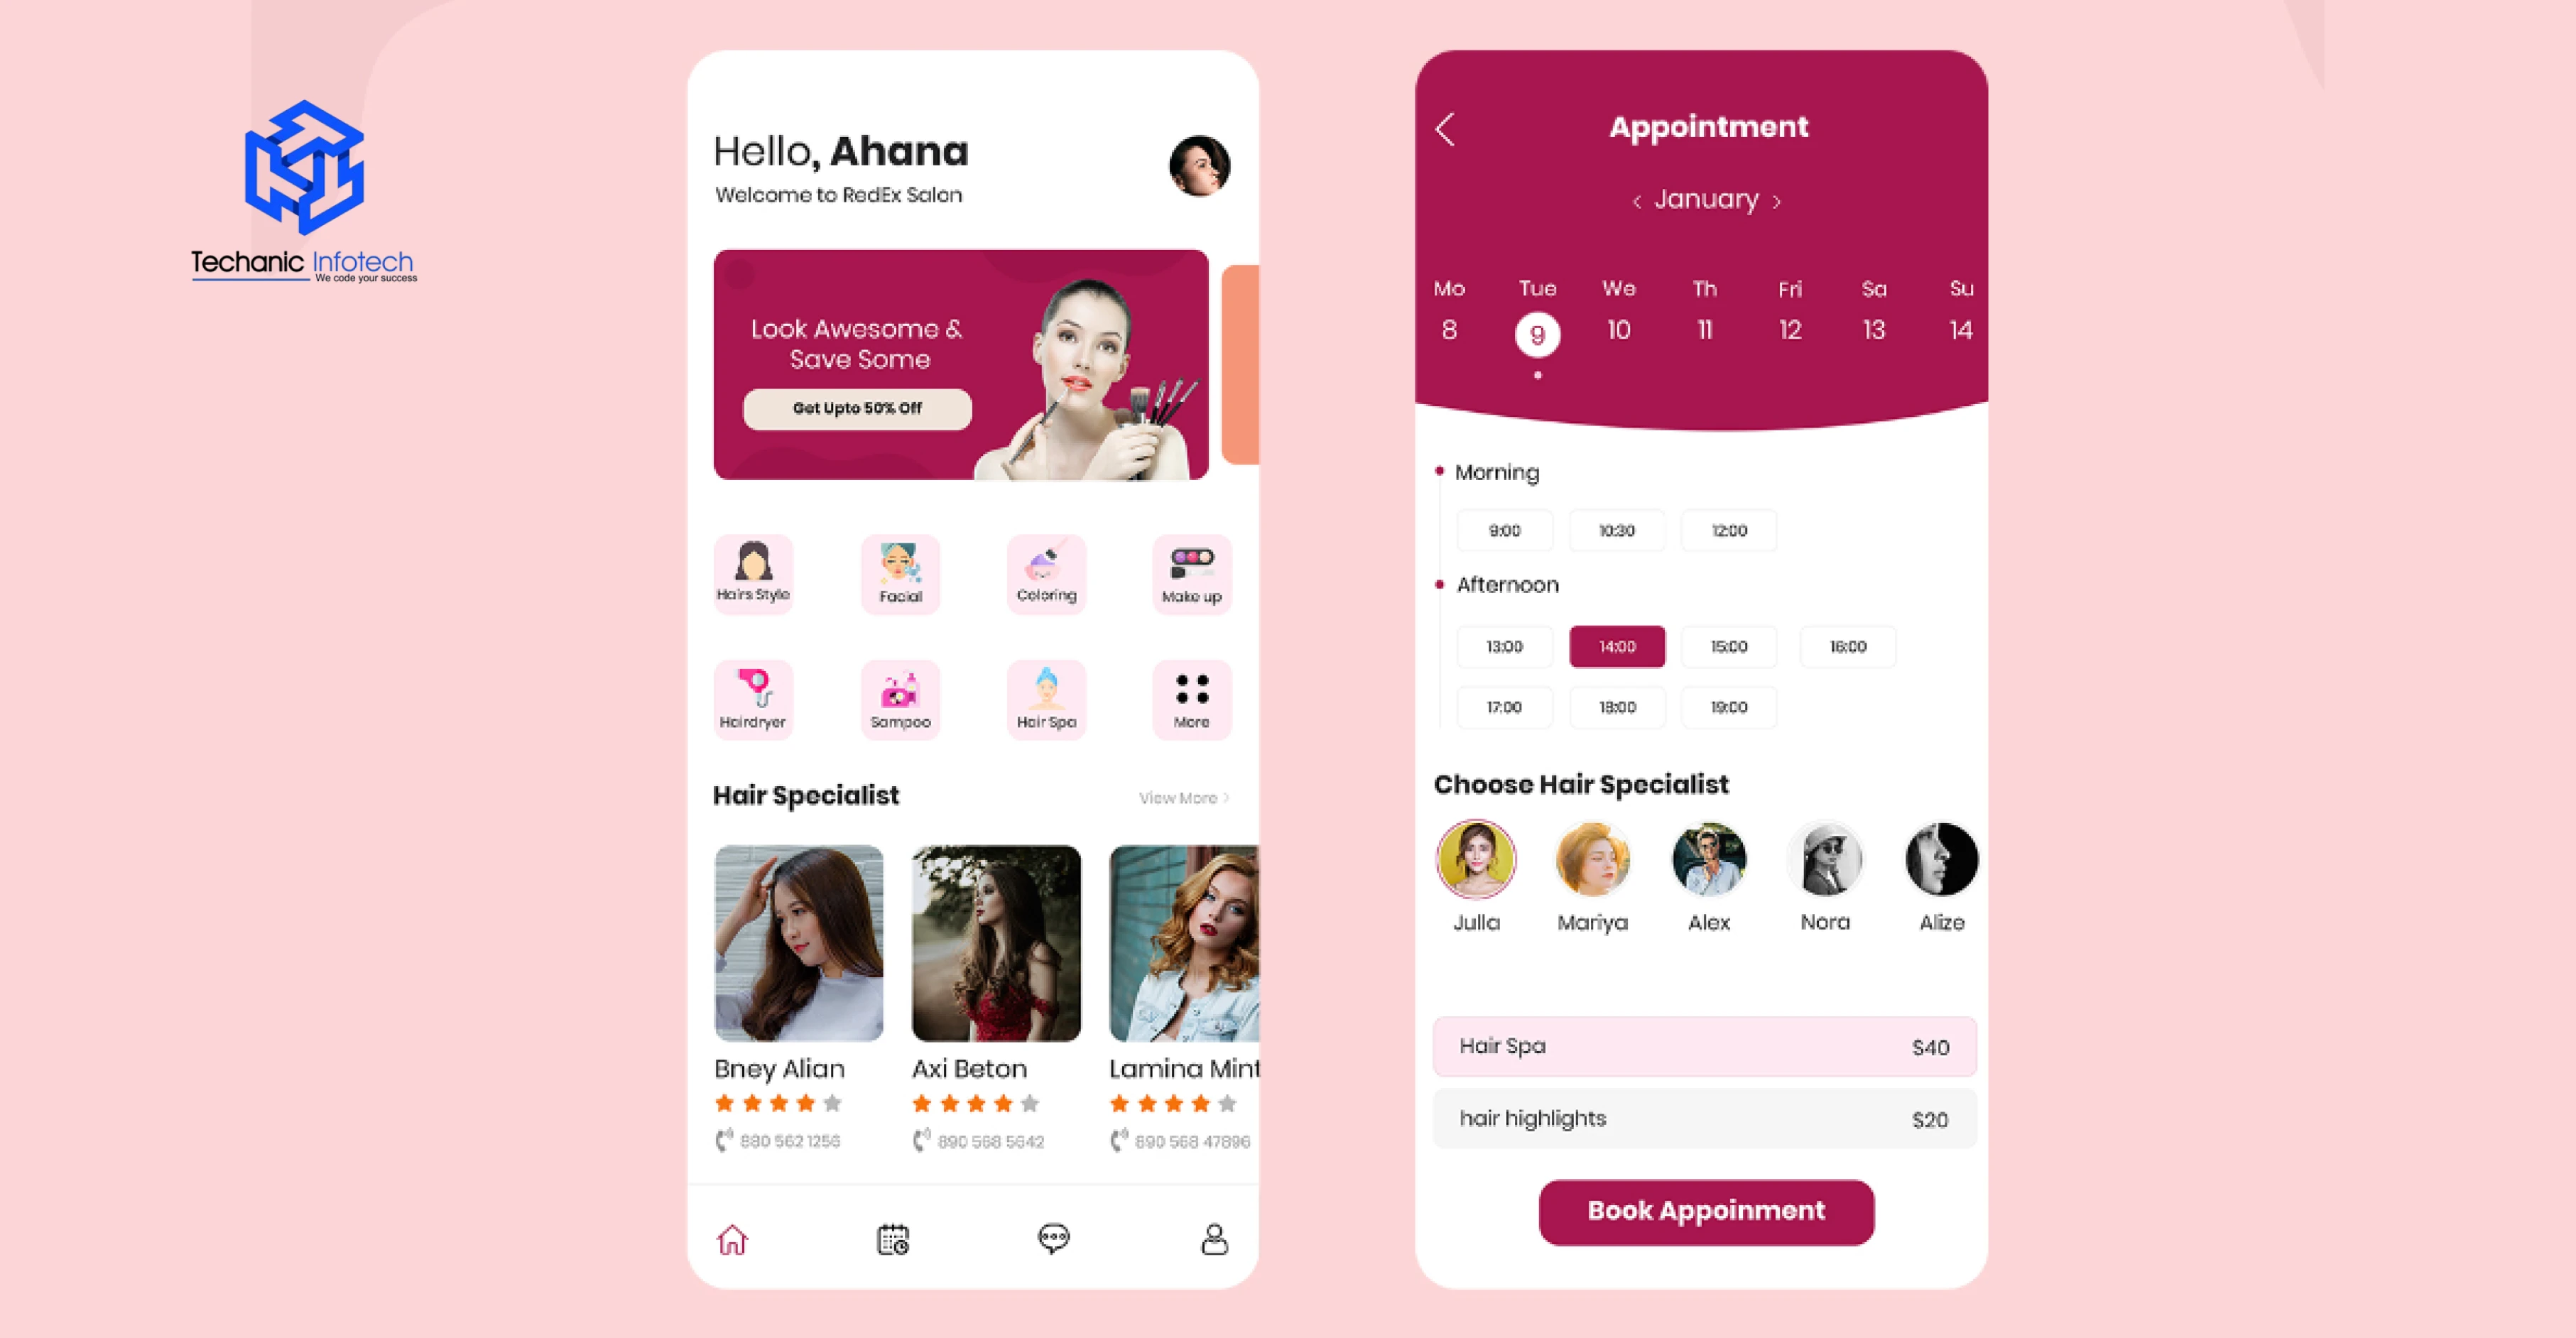 Techanic Infotech
We code your success
Hello, Ahana
Welcome to RedEx Salon
Look Awesome &
Save Some
Get Upto 50% Off
Hairs Style Facial Coloring Make up
Hairdryer Sampoo Hair Spa More
Hair Specialist View More >
Bney Alian Axi Beton Lamina Mint
880 562 1256 890 568 5642 890 568 47896
Appointment
< January >
Mo Tue We Th Fri Sa Su
8 9 10 11 12 13 14
Morning
9:00 10:30 12:00
Afternoon
13:00 14:00 15:00 16:00
17:00 18:00 19:00
Choose Hair Specialist
Julla Mariya Alex Nora Alize
Hair Spa $40
hair highlights $20
Book Appoinment